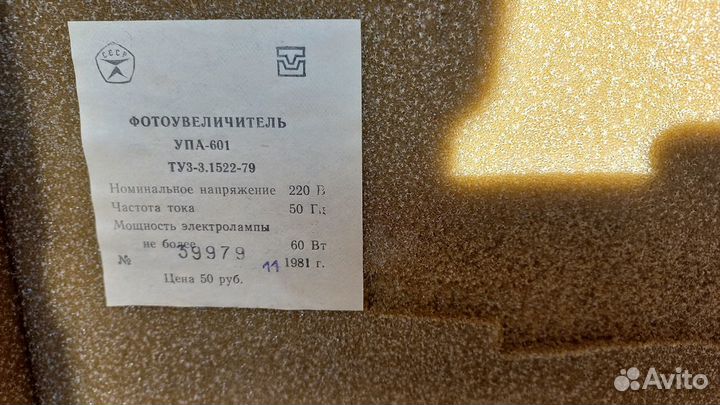 СССР
ФОТОУВЕЛИЧИТЕЛЬ
УПА-601
ТУ3-3.1522-79
Номинальное напряжение 220 В
Частота тока 50 Гц
Мощность электролампы
не более 60 Вт
№ 39979 11 1981 г.
Цена 50 руб.
Avito